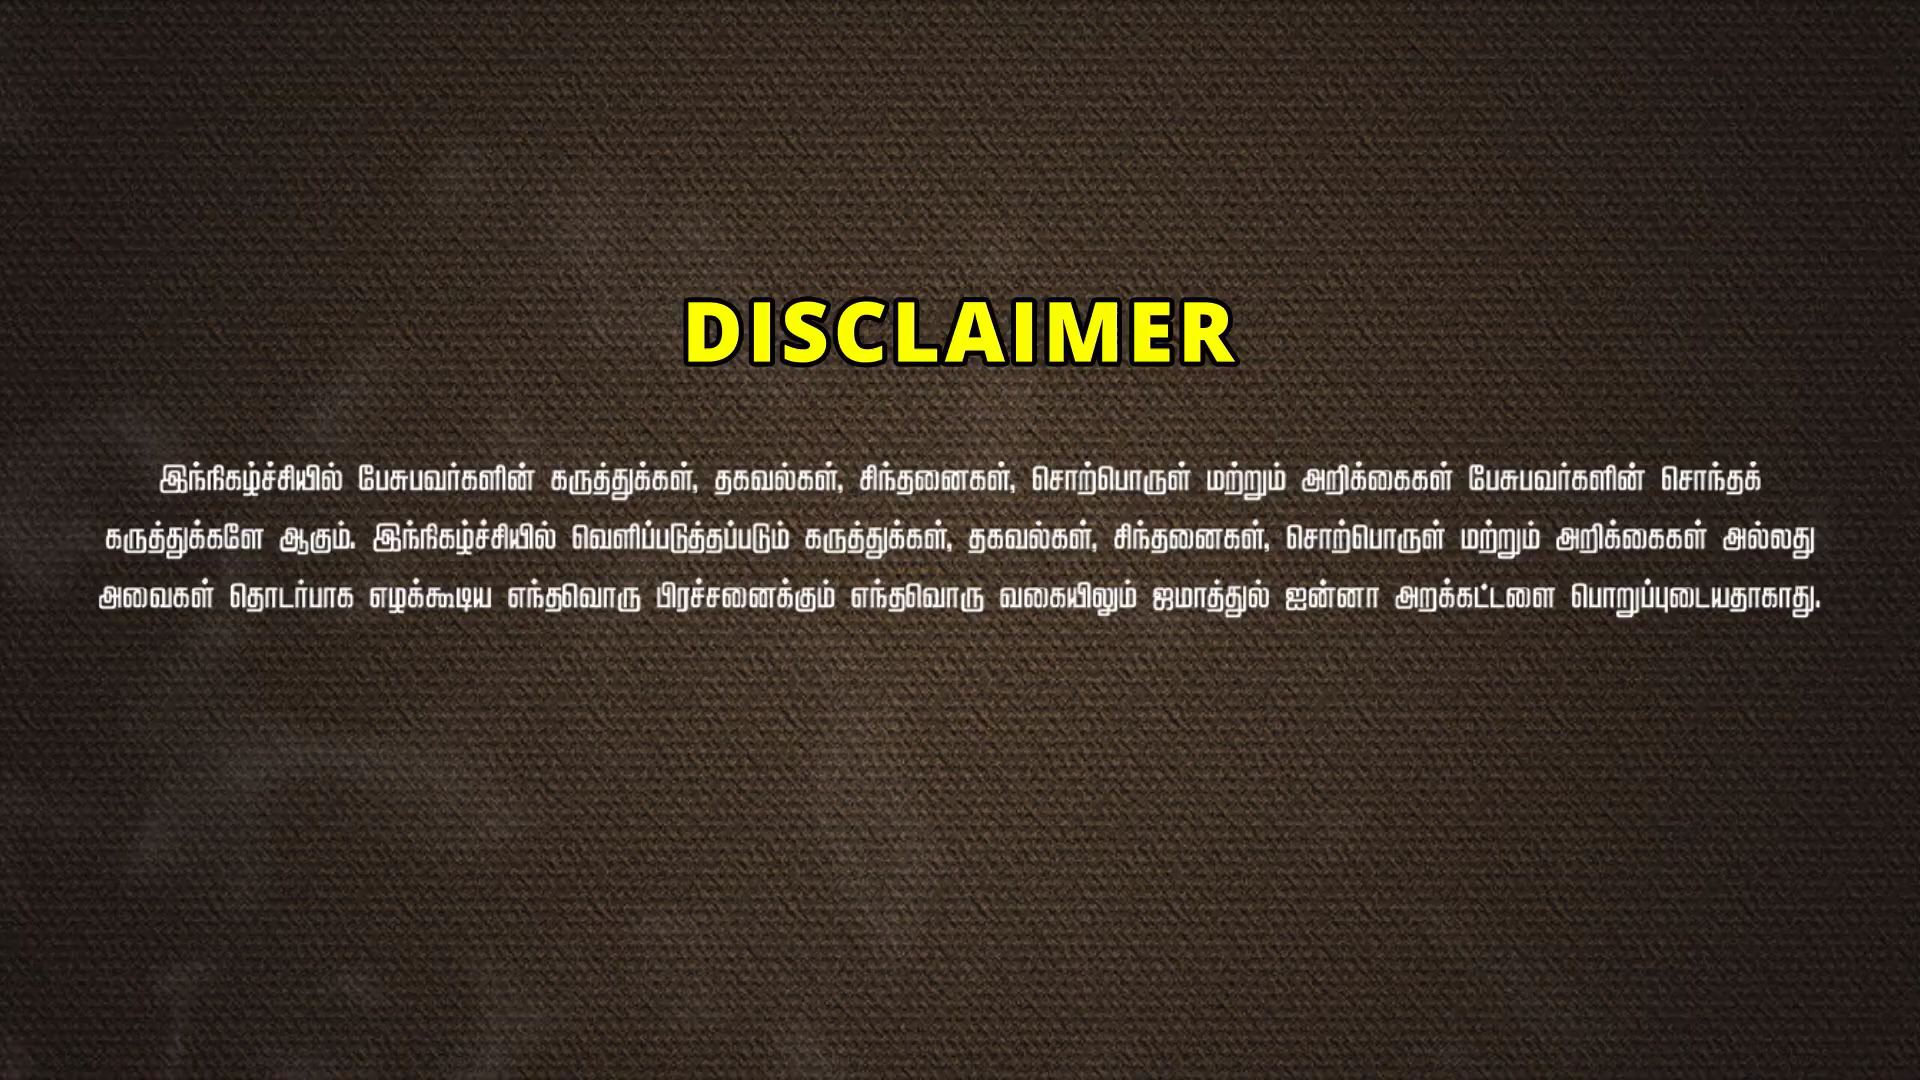 DISCLAIMER
இந்நிகழ்ச்சியில் பேசுபவர்களின் கருத்துக்கள், தகவல்கள், சிந்தனைகள், சொற்பொருள் மற்றும் அறிக்கைகள் பேசுபவர்களின் சொந்தக்
கருத்துக்களே ஆகும். இந்நிகழ்ச்சியில் வெளிப்படுத்தப்படும் கருத்துக்கள், தகவல்கள், சிந்தனைகள், சொற்பொருள் மற்றும் அறிக்கைகள் அல்லது
அவைகள் தொடர்பாக எழக்கூடிய எந்தவொரு பிரச்சனைக்கும் எந்தவொரு வகையிலும் ஜமாத்துல் ஐன்னா அறக்கட்டளை பொறுப்புடையதாகாது.